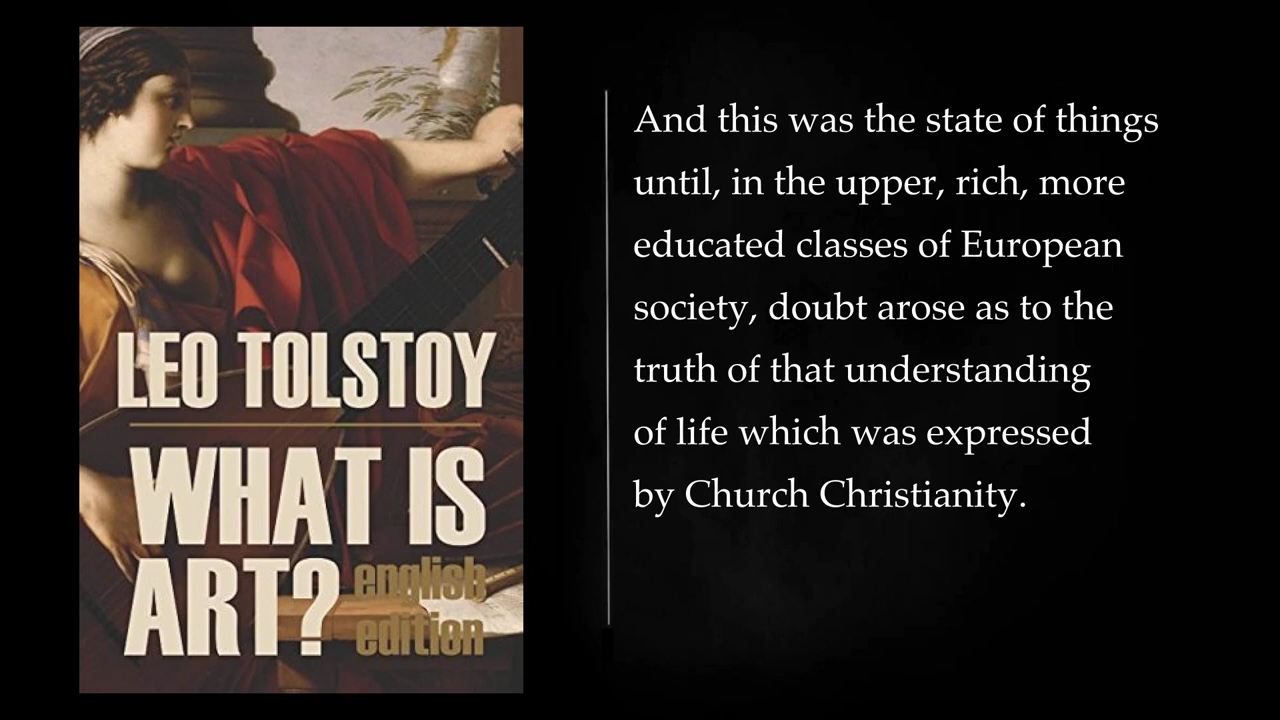 LEO TOLSTOY
WHAT IS
ART?
english
edition
And this was the state of things
until, in the upper, rich, more
educated classes of European
society, doubt arose as to the
truth of that understanding
of life which was expressed
by Church Christianity.